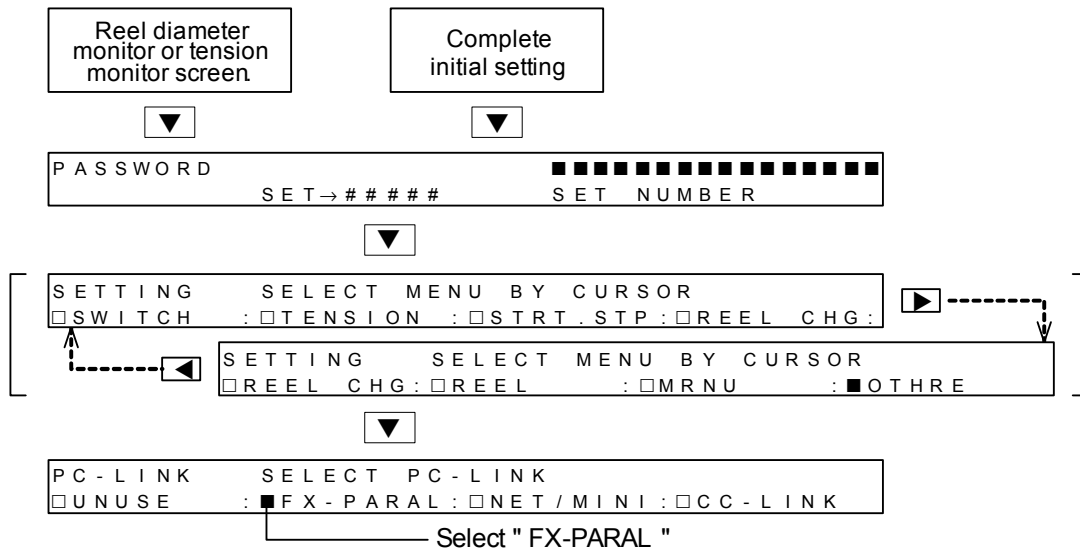 Reel diameter
monitor or tension
monitor screen.
Complete
initial setting
▼ ▼
PASSWORD ■■■■■■■■■■■■■■■■
SET→##### SET NUMBER
▼
SETTING SELECT MENU BY CURSOR
□SWITCH :□TENSION :□STRT.STP:□REEL CHG:
▶
◀
SETTING SELECT MENU BY CURSOR
□REEL CHG:□REEL :□MRNU :■OTHRE
▼
PC-LINK SELECT PC-LINK
□UNUSE :■FX-PARAL:□NET/MINI:□CC-LINK
Select " FX-PARAL "